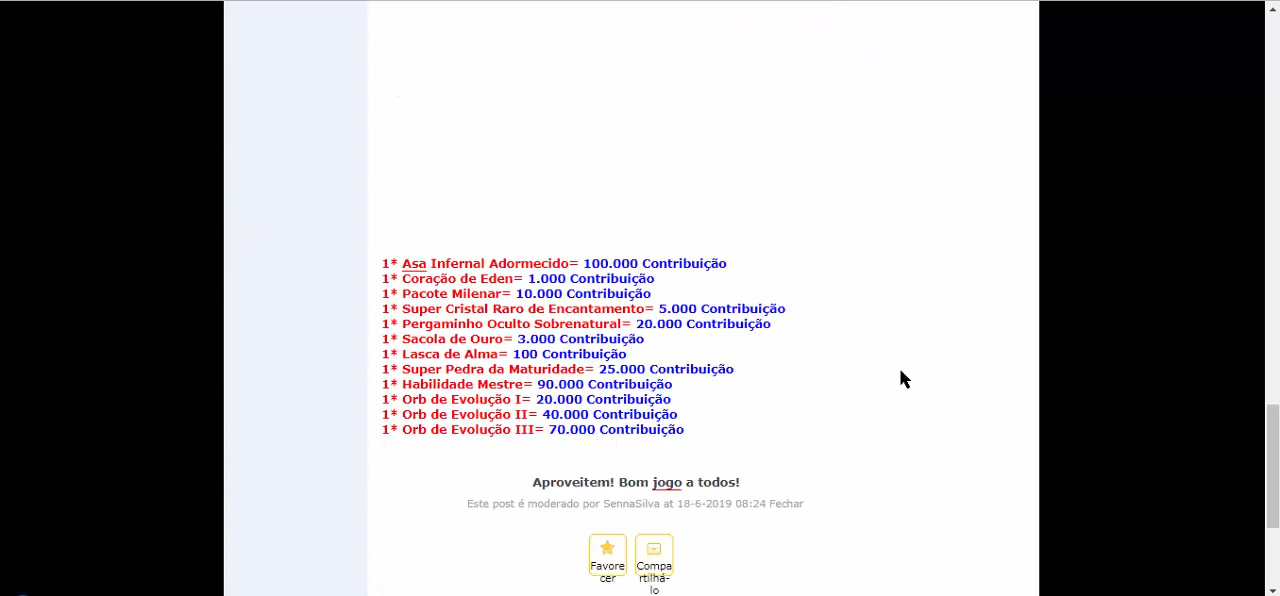 1* Asa Infernal Adormecido= 100.000 Contribuição
1* Coração de Eden= 1.000 Contribuição
1* Pacote Milenar= 10.000 Contribuição
1* Super Cristal Raro de Encantamento= 5.000 Contribuição
1* Pergaminho Oculto Sobrenatural= 20.000 Contribuição
1* Sacola de Ouro= 3.000 Contribuição
1* Lasca de Alma= 100 Contribuição
1* Super Pedra da Maturidade= 25.000 Contribuição
1* Habilidade Mestre= 90.000 Contribuição
1* Orb de Evolução I= 20.000 Contribuição
1* Orb de Evolução II= 40.000 Contribuição
1* Orb de Evolução III= 70.000 Contribuição
Aproveitem! Bom jogo a todos!
Este post é moderado por SennaSilva at 18-6-2019 08:24 Fechar
Favore
cer
Compa
rtilhá-
lo